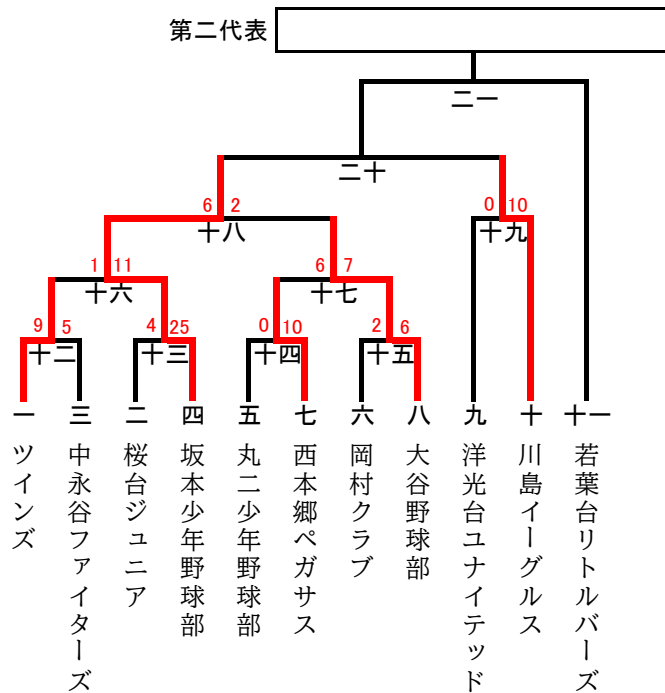 第二代表
二一
二十
6 2
0 10
十八
十九
1 11
6 7
十六
十七
9 5
4 25
0 10
2 6
十二
十三
十四
十五
一
三
二
四
五
七
六
八
九
十
十一
ツインズ
中永谷ファイターズ
桜台ジュニア
坂本少年野球部
丸二少年野球部
西本郷ペガサス
岡村クラブ
大谷野球部
洋光台ユナイテッド
川島イーグルス
若葉台リトルバーズ